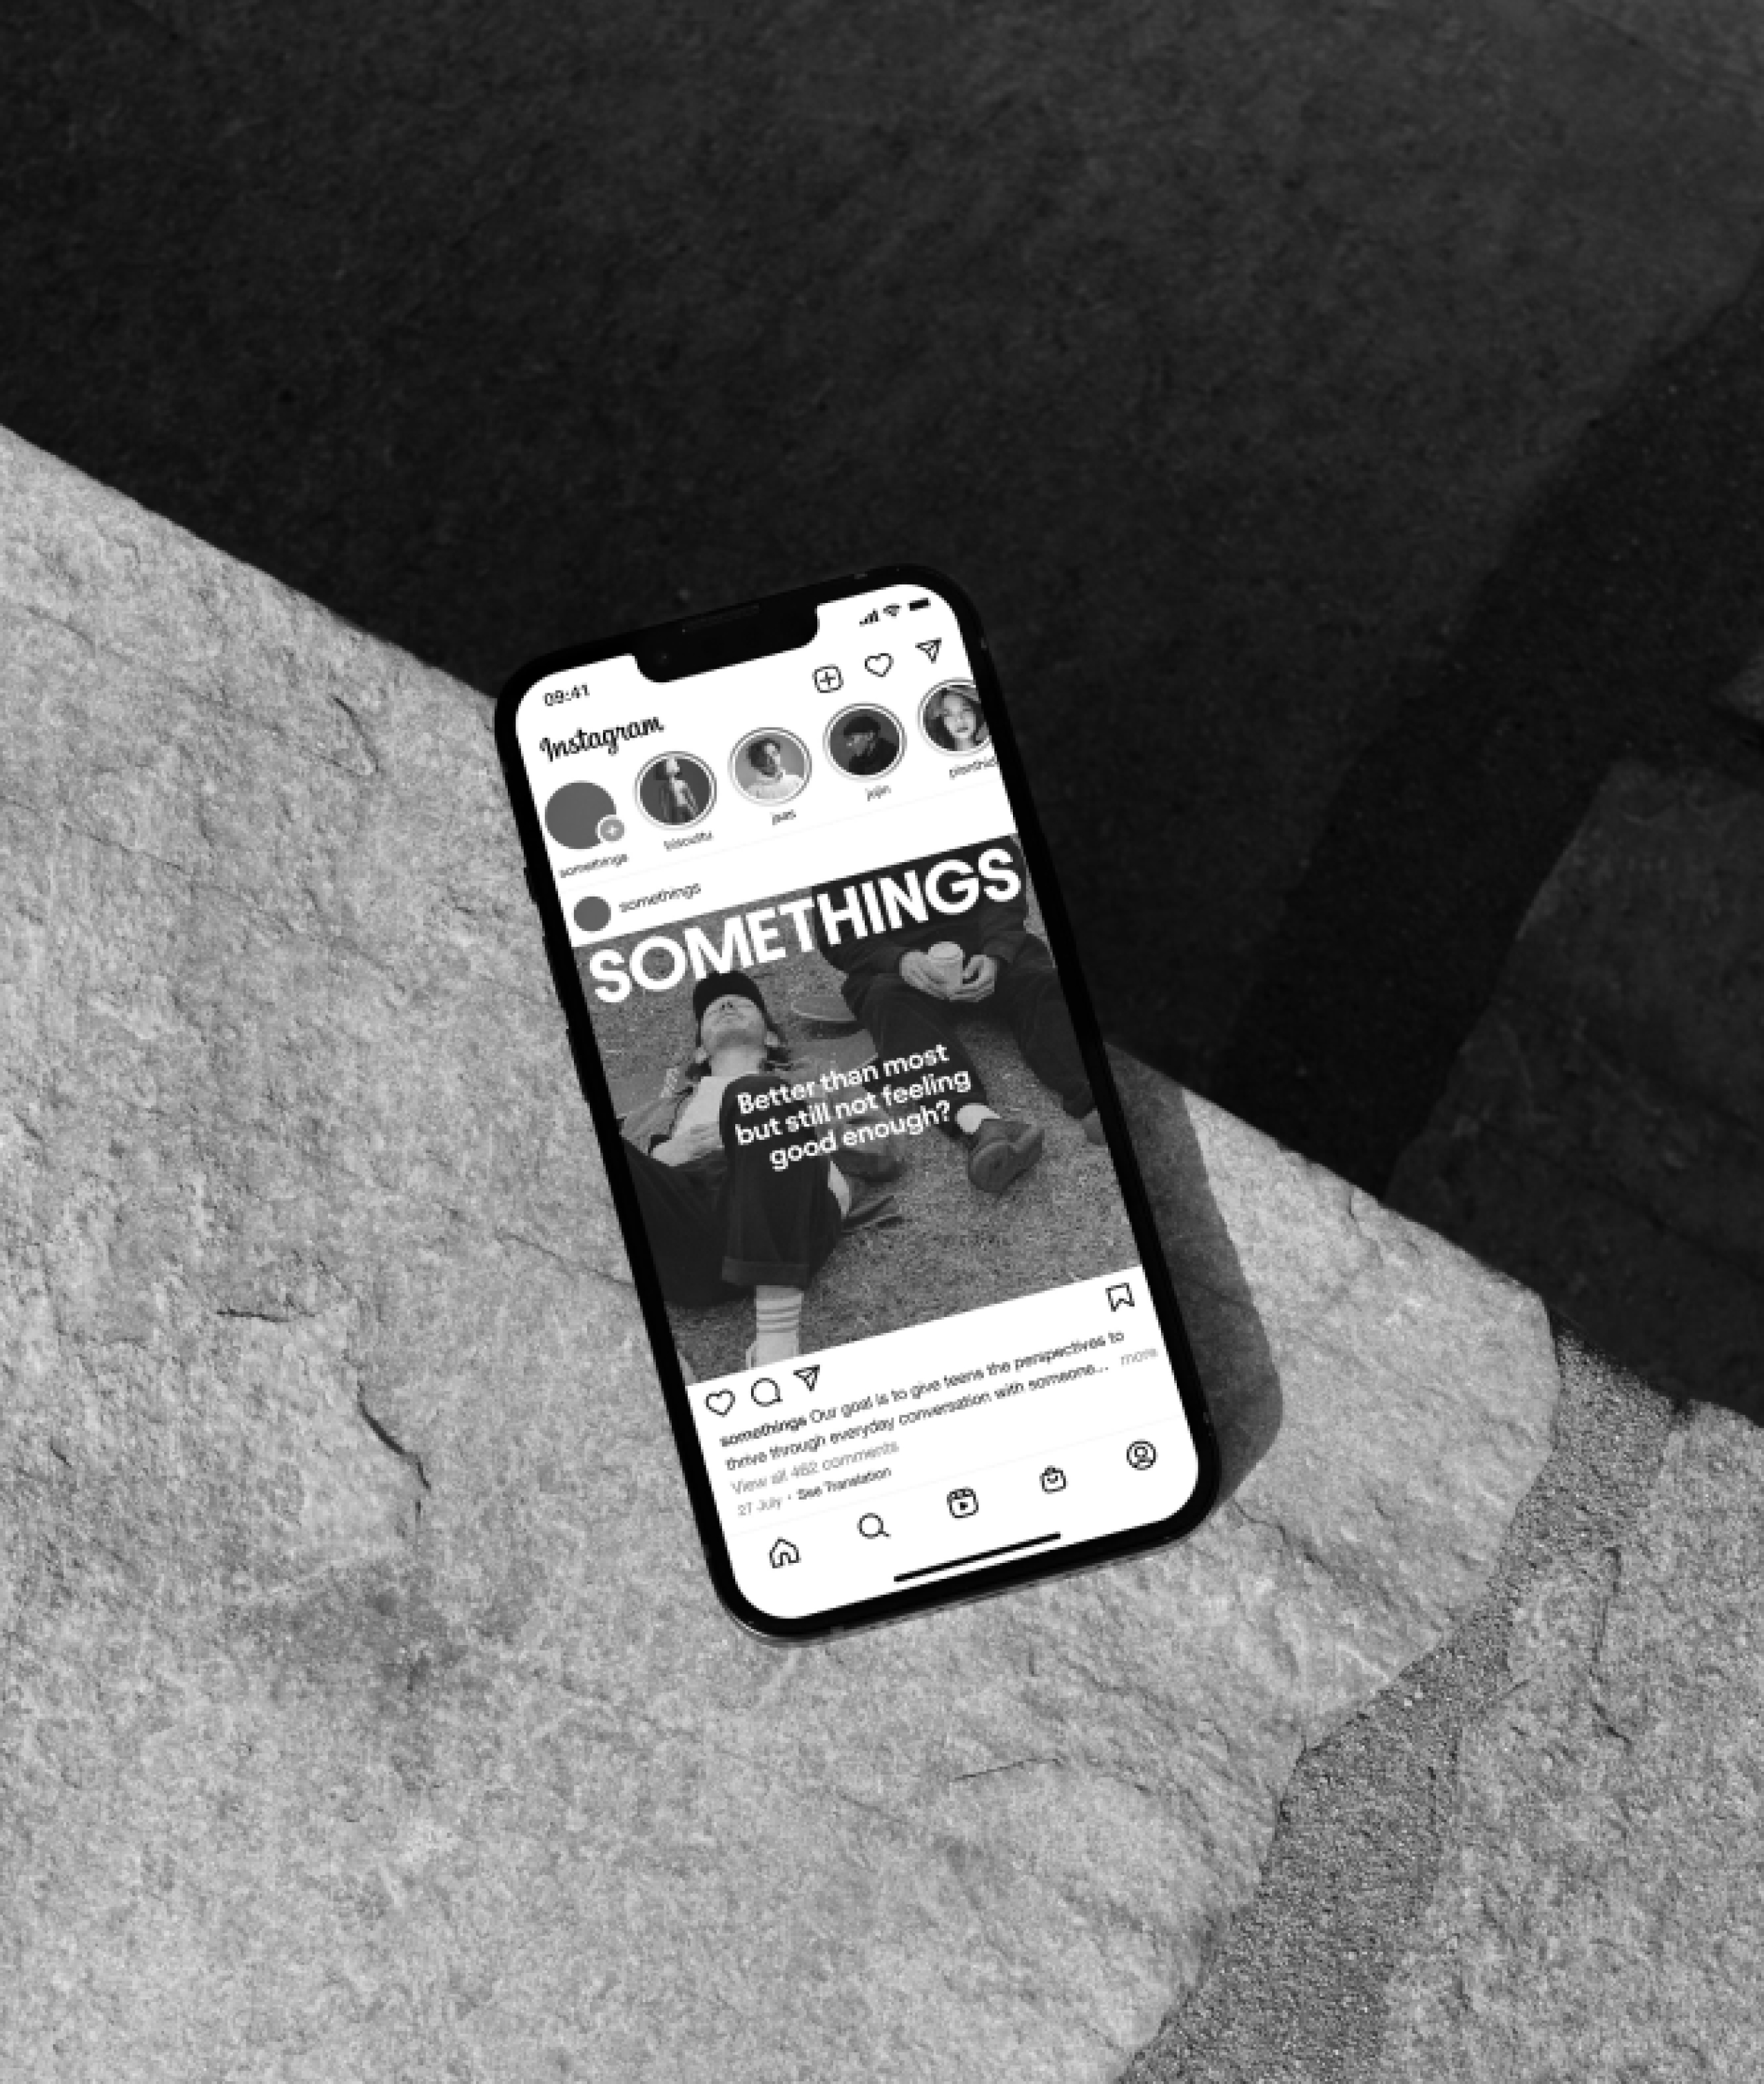 09:41
Instagram
somethings
jaas
jojin
somethings
SOMETHINGS
Better than most
but still not feeling
good enough?
somethings Our goal is to give teens the perspectives to
thrive through everyday conversation with someone... more
View all 462 comments
27 July • See Translation